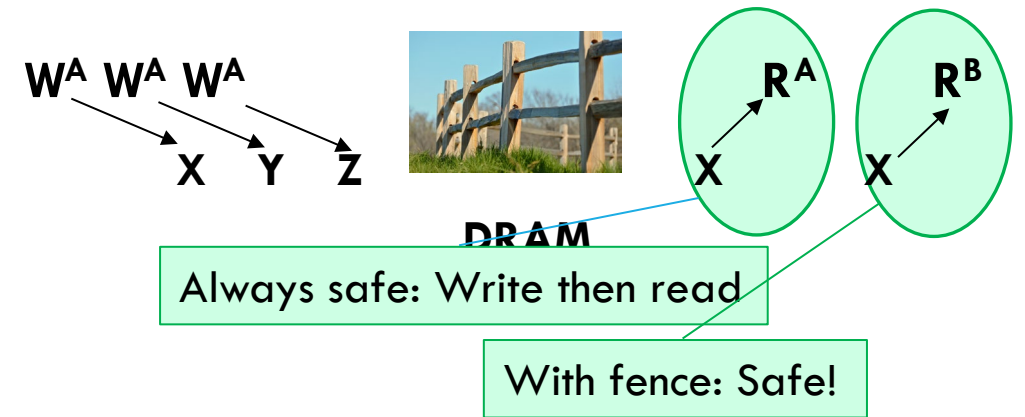 Wᴬ Wᴬ Wᴬ Rᴬ Rᴮ
X Y Z X X
DRAM
Always safe: Write then read
With fence: Safe!